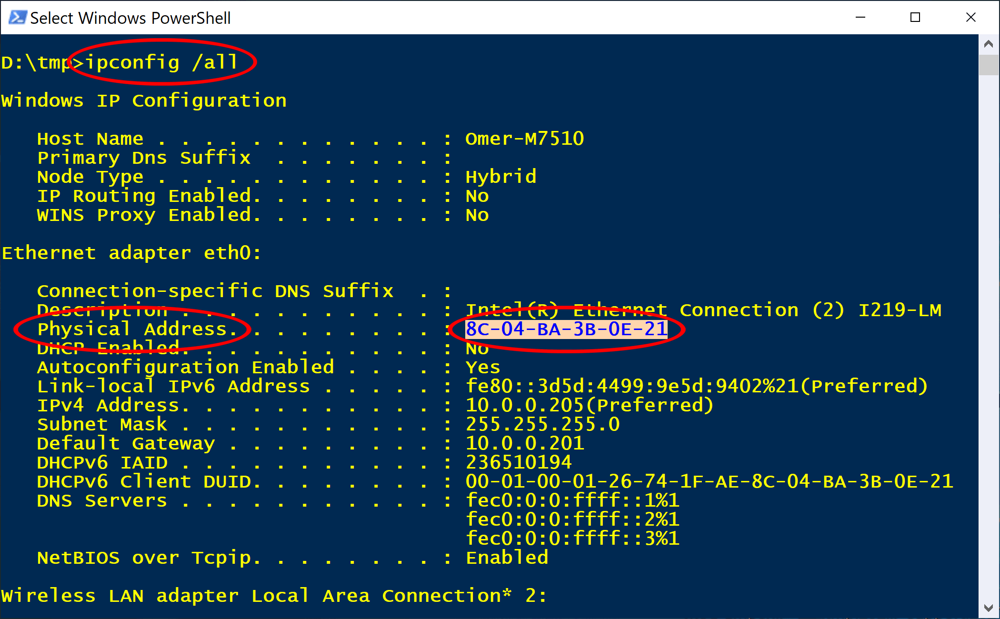 Select Windows PowerShell
D:\tmp>ipconfig /all
Windows IP Configuration
Host Name . . . . . . . . . . . . : Omer-M7510
Primary Dns Suffix  . . . . . . . :
Node Type . . . . . . . . . . . . : Hybrid
IP Routing Enabled. . . . . . . . : No
WINS Proxy Enabled. . . . . . . . : No
Ethernet adapter eth0:
Connection-specific DNS Suffix  . :
Description . . . . . . . . . . . : Intel(R) Ethernet Connection (2) I219-LM
Physical Address. . . . . . . . . : 8C-04-BA-3B-0E-21
DHCP Enabled. . . . . . . . . . . : No
Autoconfiguration Enabled . . . . : Yes
Link-local IPv6 Address . . . . . : fe80::3d5d:4499:9e5d:9402%21(Preferred)
IPv4 Address. . . . . . . . . . . : 10.0.0.205(Preferred)
Subnet Mask . . . . . . . . . . . : 255.255.255.0
Default Gateway . . . . . . . . . : 10.0.0.201
DHCPv6 IAID . . . . . . . . . . . : 236510194
DHCPv6 Client DUID. . . . . . . . : 00-01-00-01-26-74-1F-AE-8C-04-BA-3B-0E-21
DNS Servers . . . . . . . . . . . : fec0:0:0:ffff::1%1
fec0:0:0:ffff::2%1
fec0:0:0:ffff::3%1
NetBIOS over Tcpip. . . . . . . . : Enabled
Wireless LAN adapter Local Area Connection* 2: